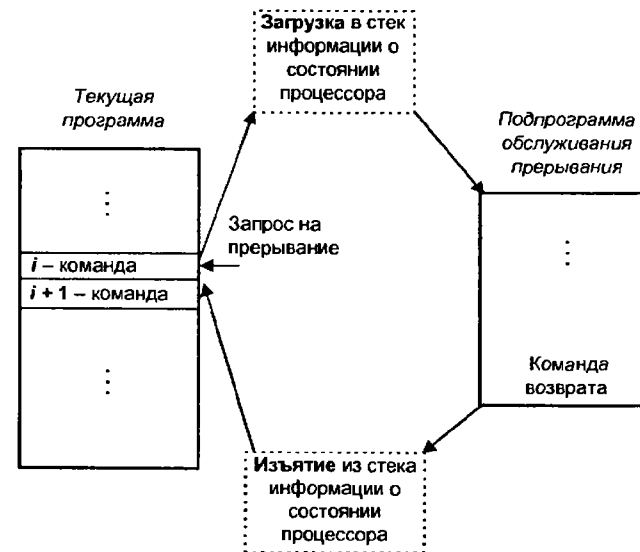 Загрузка в стек
информации о
состоянии
процессора
Текущая
программа
Подпрограмма
обслуживания
прерывания
⋮
Запрос на
прерывание
⋮
i – команда
i + 1 – команда
⋮
Команда
возврата
Изъятие из стека
информации о
состоянии
процессора